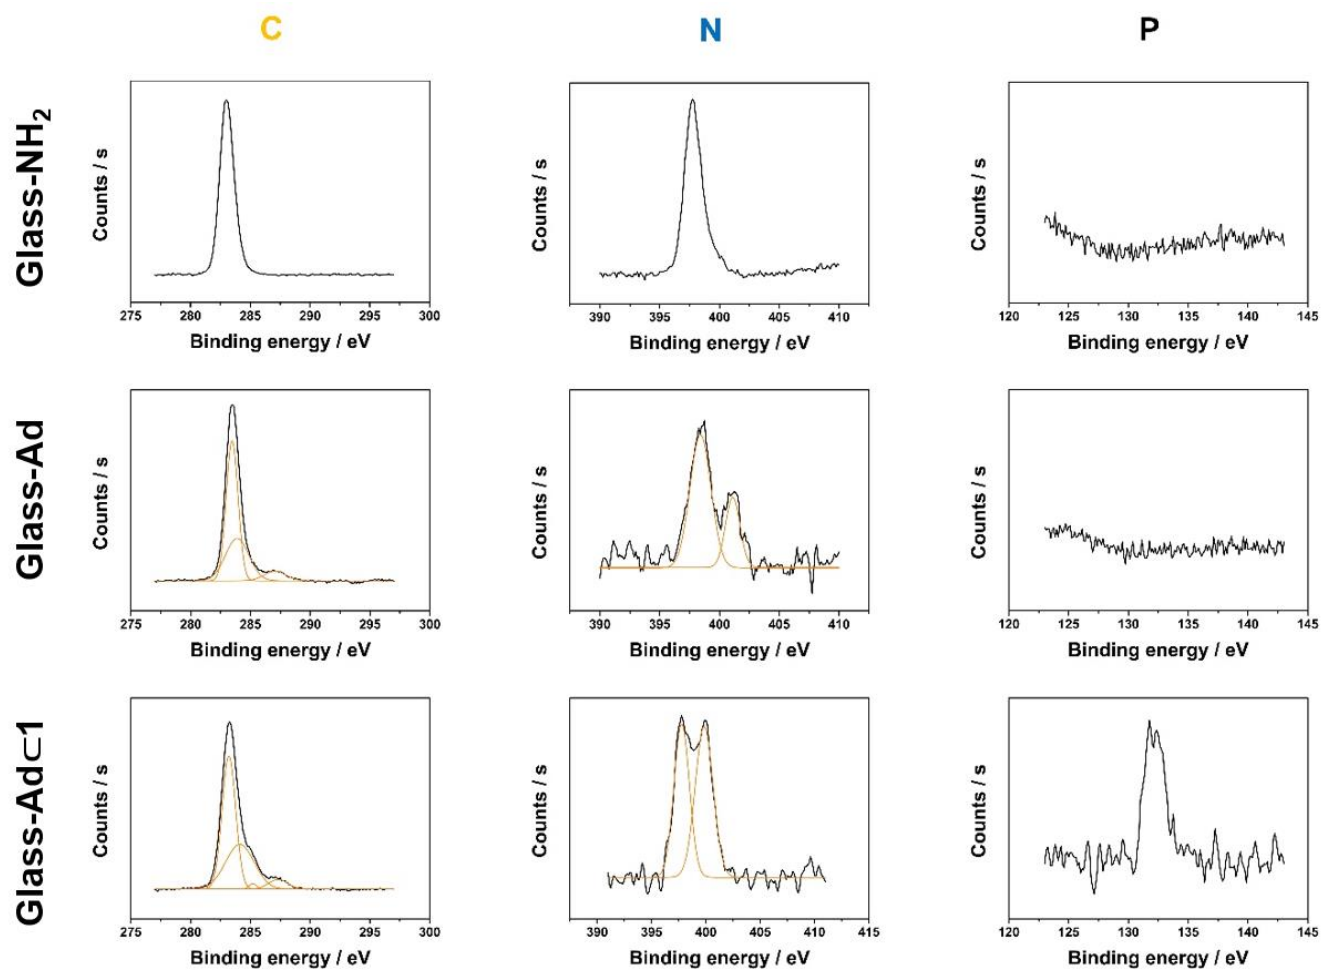 C N P
Glass-NH2
Counts / s Counts / s Counts / s
275 280 285 290 295 300 390 395 400 405 410 120 125 130 135 140 145
Binding energy / eV Binding energy / eV Binding energy / eV
Glass-Ad
Counts / s Counts / s Counts / s
275 280 285 290 295 300 390 395 400 405 410 120 125 130 135 140 145
Binding energy / eV Binding energy / eV Binding energy / eV
Glass-Ad⊂1
Counts / s Counts / s Counts / s
275 280 285 290 295 300 390 395 400 405 410 415 120 125 130 135 140 145
Binding energy / eV Binding energy / eV Binding energy / eV